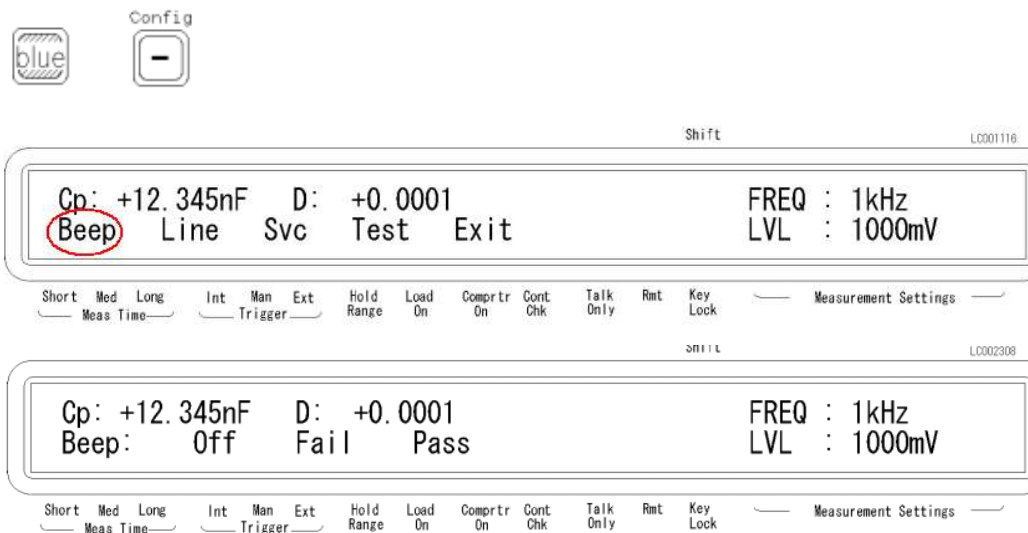 Config
blue
-
Shift
LC001116
Cp: +12.345nF D: +0.0001 FREQ : 1kHz
Beep Line Svc Test Exit LVL : 1000mV
Short Med Long Int Man Ext Hold Range Load On Comprtr On Cont Chk Talk Only Rmt Key Lock Measurement Settings
Meas Time Trigger
Shift
LC002308
Cp: +12.345nF D: +0.0001 FREQ : 1kHz
Beep: Off Fail Pass LVL : 1000mV
Short Med Long Int Man Ext Hold Range Load On Comprtr On Cont Chk Talk Only Rmt Key Lock Measurement Settings
Meas Time Trigger